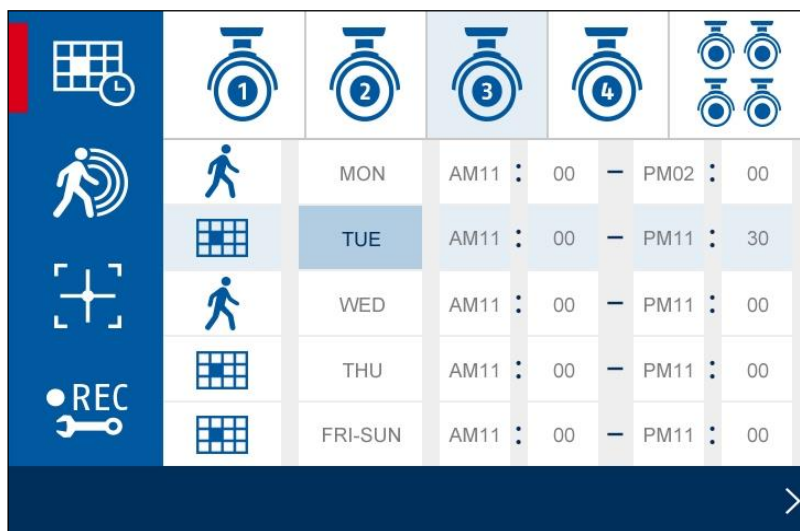 1 2 3 4
MON AM11 : 00 – PM02 : 00
TUE AM11 : 00 – PM11 : 30
WED AM11 : 00 – PM11 : 00
THU AM11 : 00 – PM11 : 00
REC
FRI-SUN AM11 : 00 – PM11 : 00